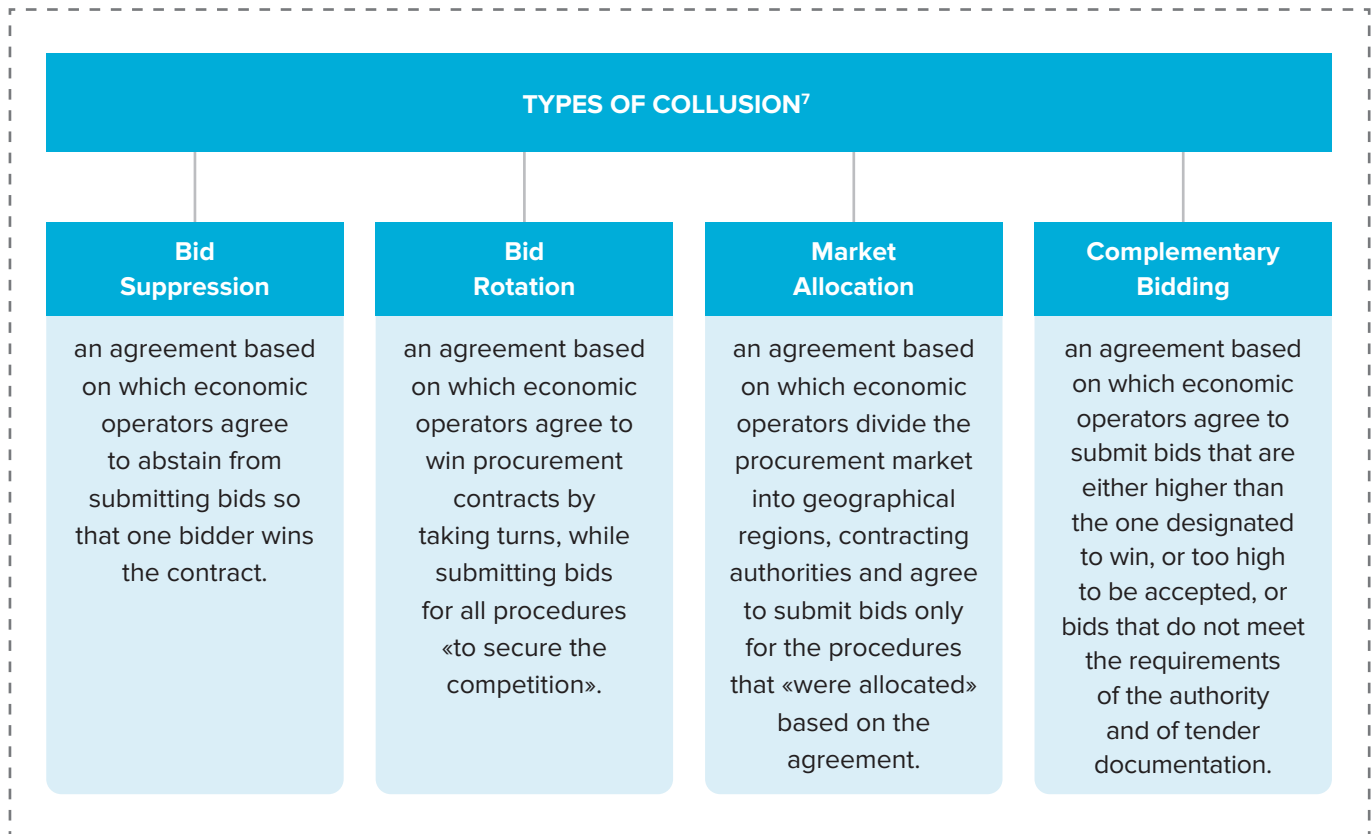 TYPES OF COLLUSION⁷
Bid
Suppression
an agreement based
on which economic
operators agree
to abstain from
submitting bids so
that one bidder wins
the contract.
Bid
Rotation
an agreement based
on which economic
operators agree to
win procurement
contracts by
taking turns, while
submitting bids
for all procedures
«to secure the
competition».
Market
Allocation
an agreement based
on which economic
operators divide the
procurement market
into geographical
regions, contracting
authorities and agree
to submit bids only
for the procedures
that «were allocated»
based on the
agreement.
Complementary
Bidding
an agreement based
on which economic
operators agree to
submit bids that are
either higher than
the one designated
to win, or too high
to be accepted, or
bids that do not meet
the requirements
of the authority
and of tender
documentation.